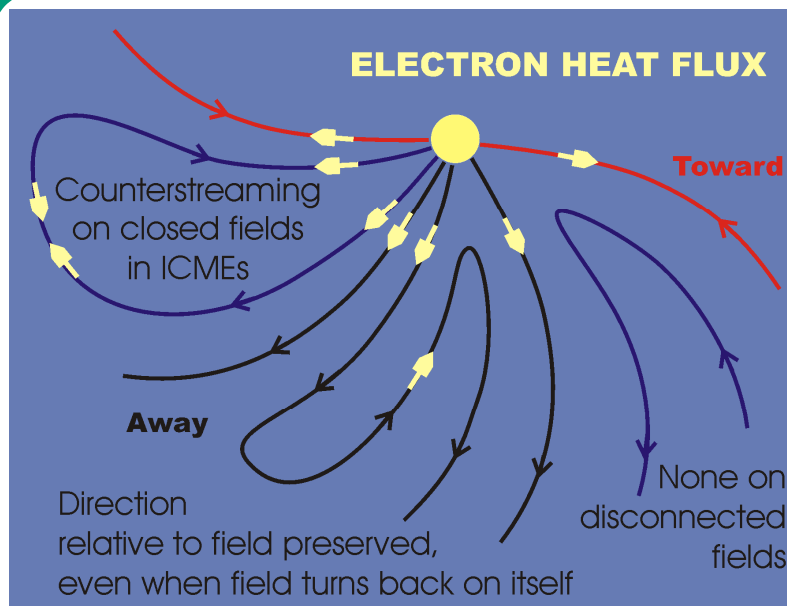 ELECTRON HEAT FLUX
Toward
Counterstreaming
on closed fields
in ICMEs
Away
Direction
relative to field preserved,
even when field turns back on itself
None on
disconnected
fields